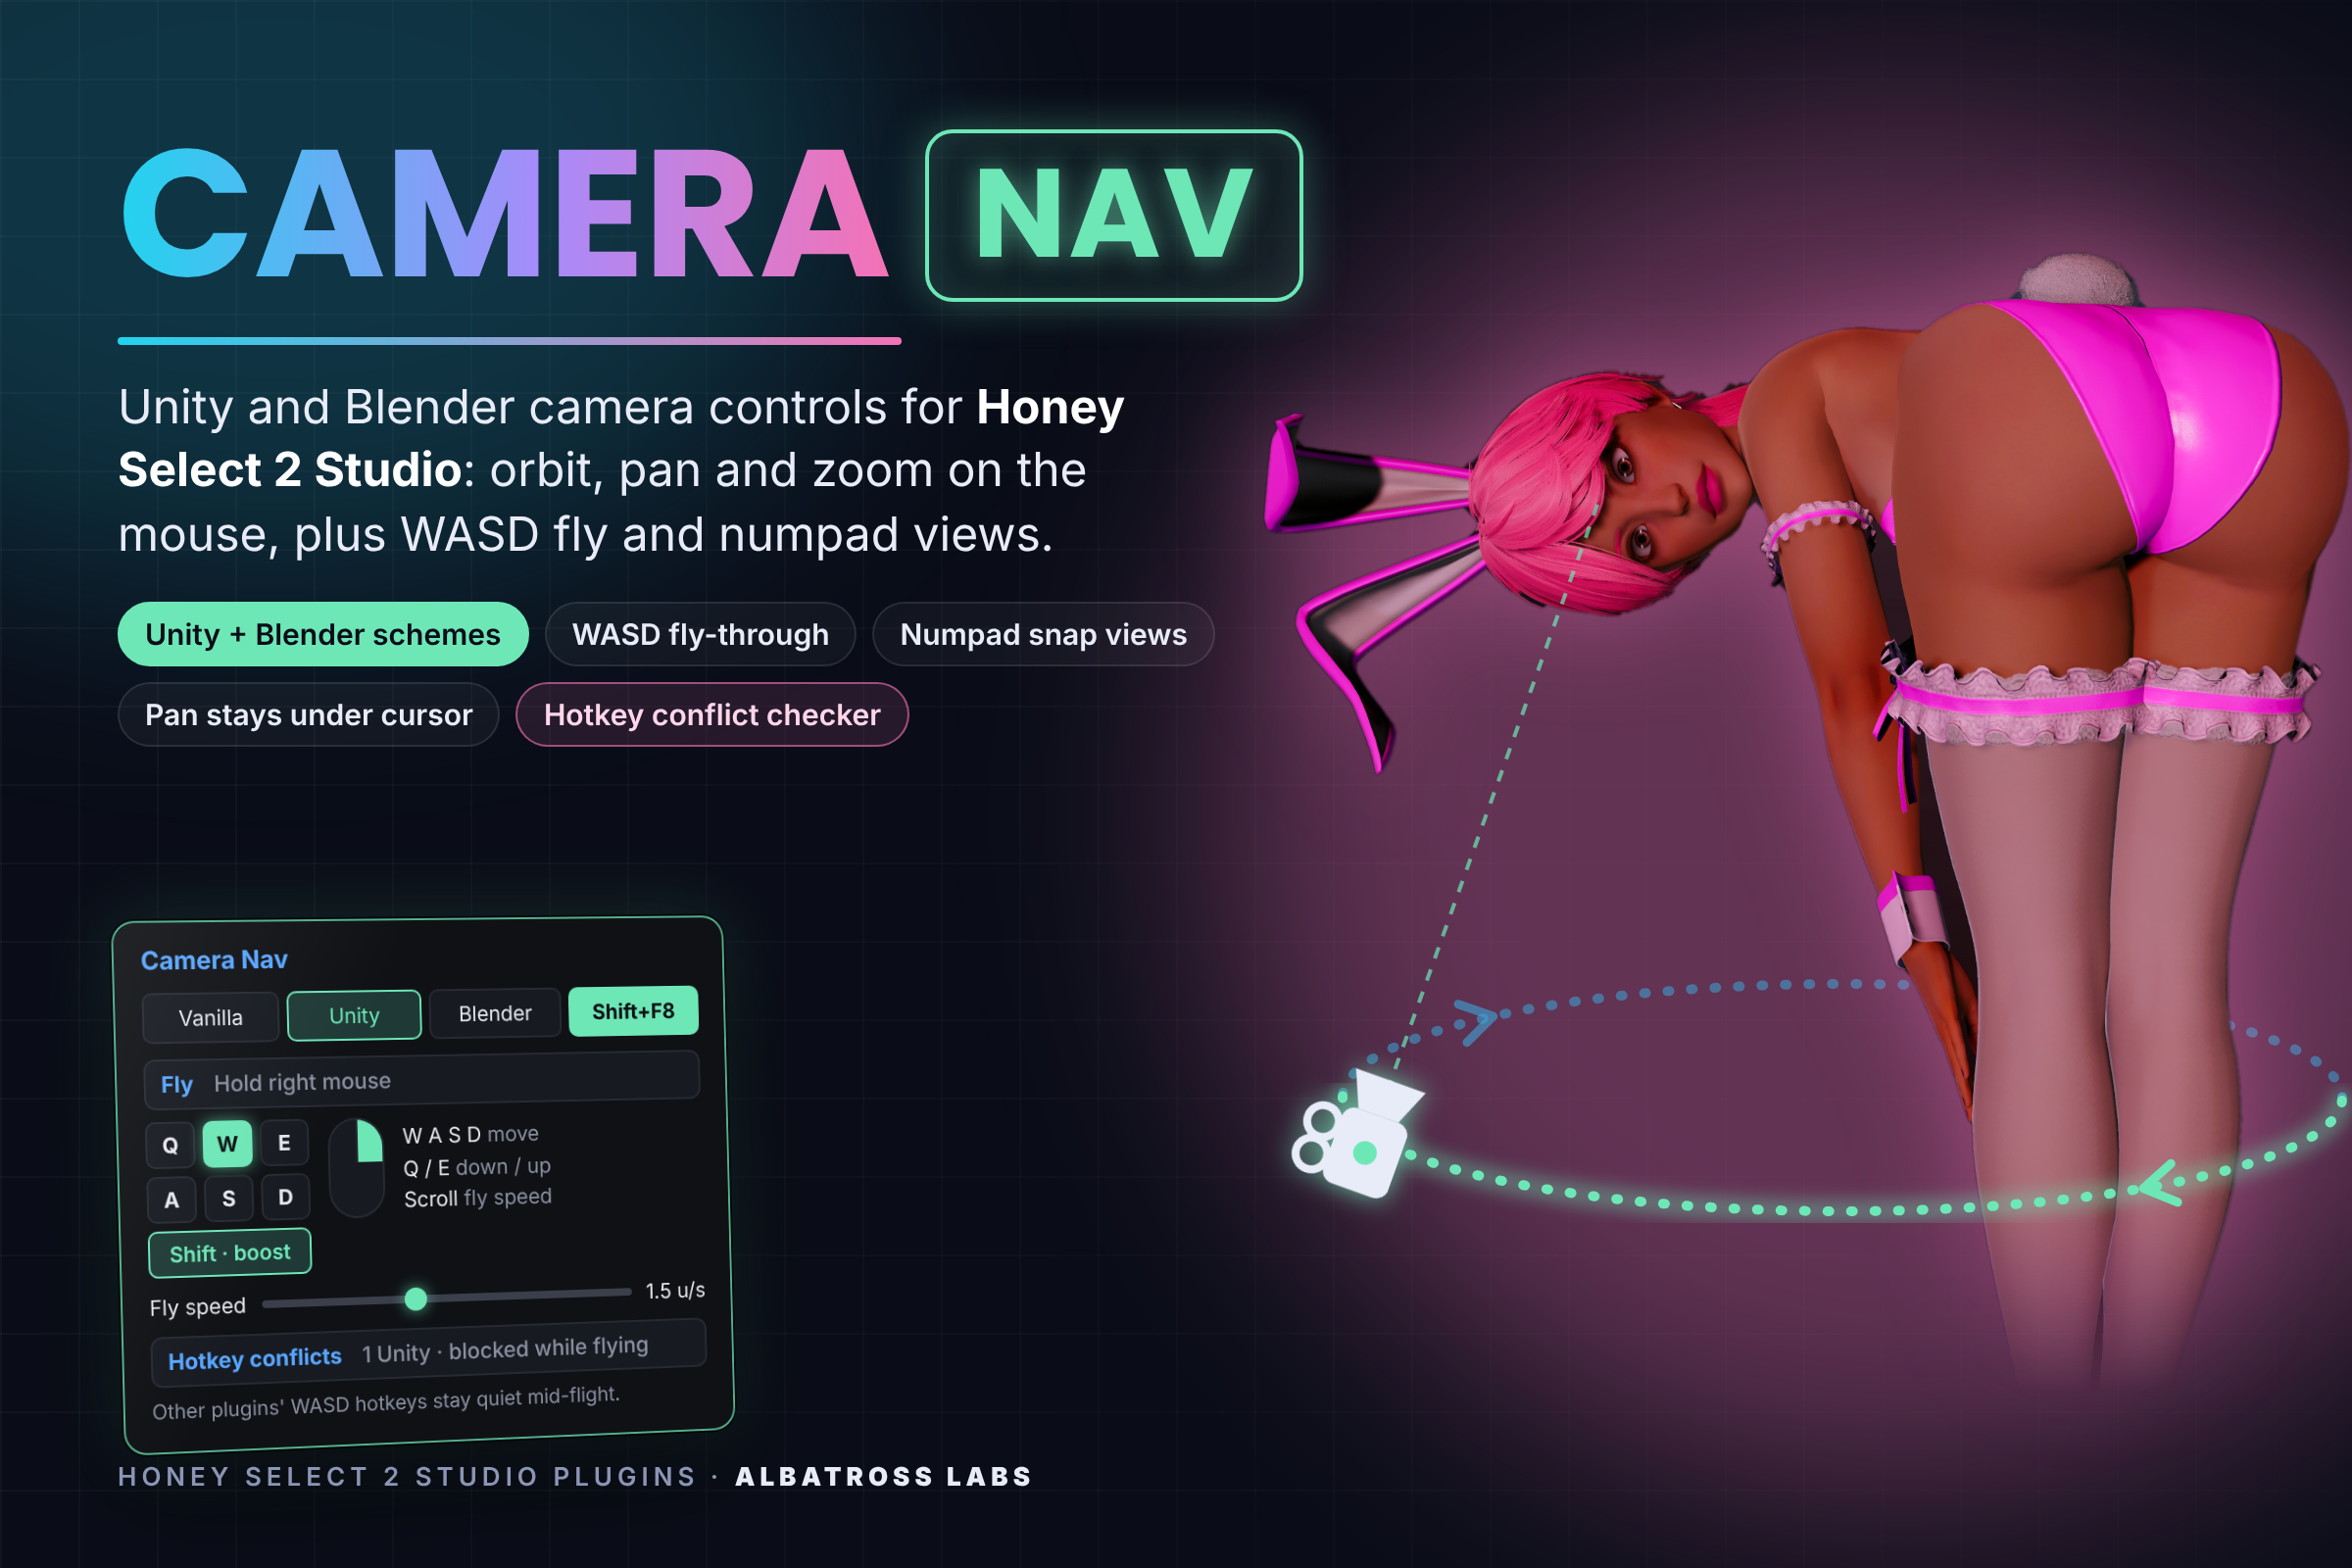 CAMERA NAV
Unity and Blender camera controls for Honey
Select 2 Studio: orbit, pan and zoom on the
mouse, plus WASD fly and numpad views.
Unity + Blender schemes WASD fly-through Numpad snap views
Pan stays under cursor Hotkey conflict checker
Camera Nav
Vanilla Unity Blender Shift+F8
Fly Hold right mouse
Q W E
A S D
W A S D move
Q / E down / up
Scroll fly speed
Shift · boost
Fly speed 1.5 u/s
Hotkey conflicts 1 Unity · blocked while flying
Other plugins' WASD hotkeys stay quiet mid-flight.
HONEY SELECT 2 STUDIO PLUGINS · ALBATROSS LABS